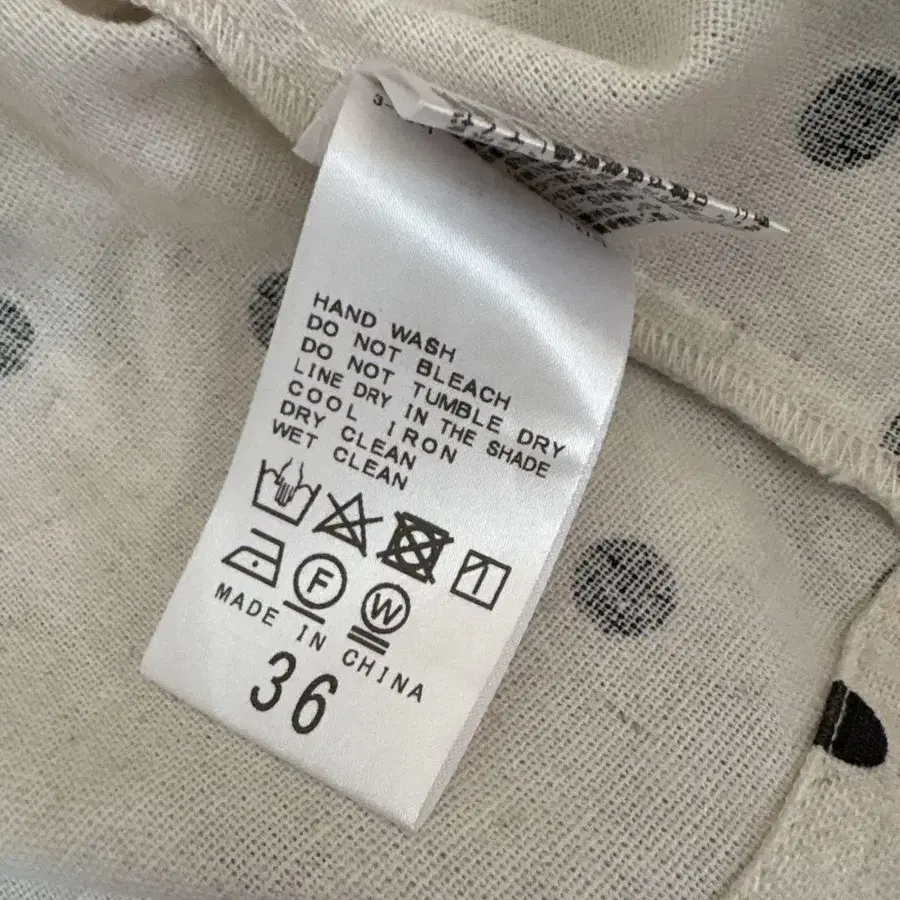 HAND WASH
DO NOT BLEACH
DO NOT TUMBLE DRY
LINE DRY IN THE SHADE
COOL IRON
DRY CLEAN
WET CLEAN
F W
MADE IN CHINA
36